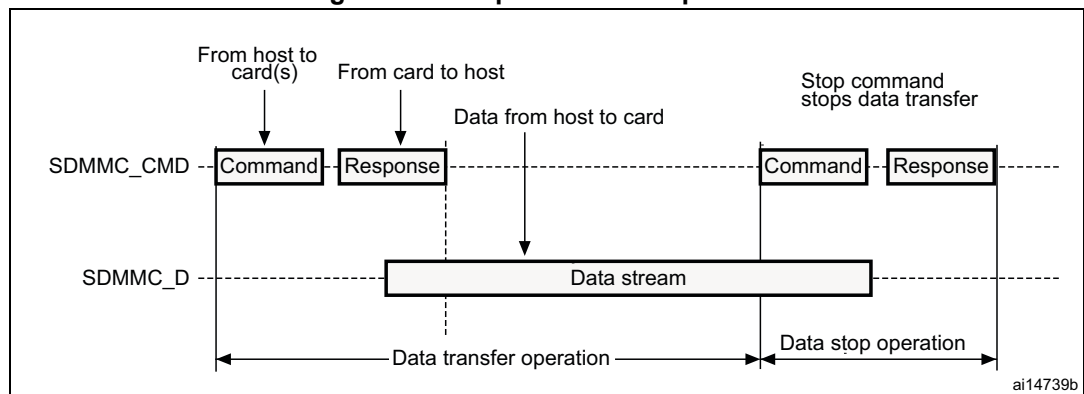 From host to
card(s)
From card to host
Stop command
stops data transfer
Data from host to card
SDMMC_CMD
Command
Response
Command
Response
SDMMC_D
Data stream
Data transfer operation
Data stop operation
ai14739b